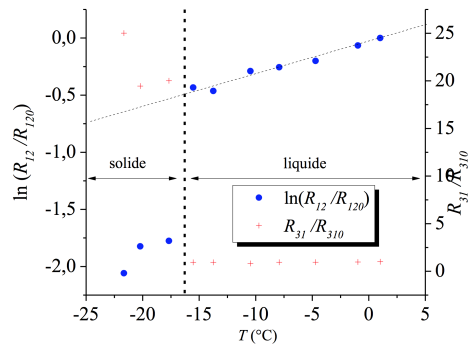 0,0
-0,5
-1,0
-1,5
-2,0
ln (R12 /R120)
25
20
15
10
5
0
R31 /R310
solide
liquide
ln(R12 /R120)
R31 /R310
-25 -20 -15 -10 -5 0 5
T (°C)